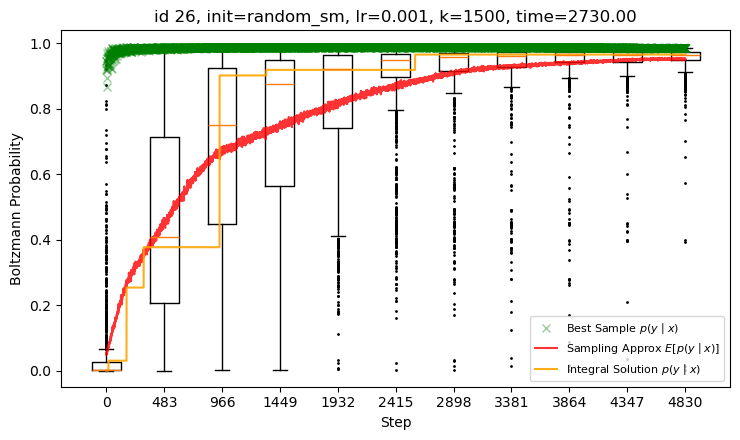 id 26, init=random_sm, lr=0.001, k=1500, time=2730.00
Boltzmann Probability
1.0
0.8
0.6
0.4
0.2
0.0
Best Sample p(y | x)
Sampling Approx E[p(y | x)]
Integral Solution p(y | x)
0 483 966 1449 1932 2415 2898 3381 3864 4347 4830
Step